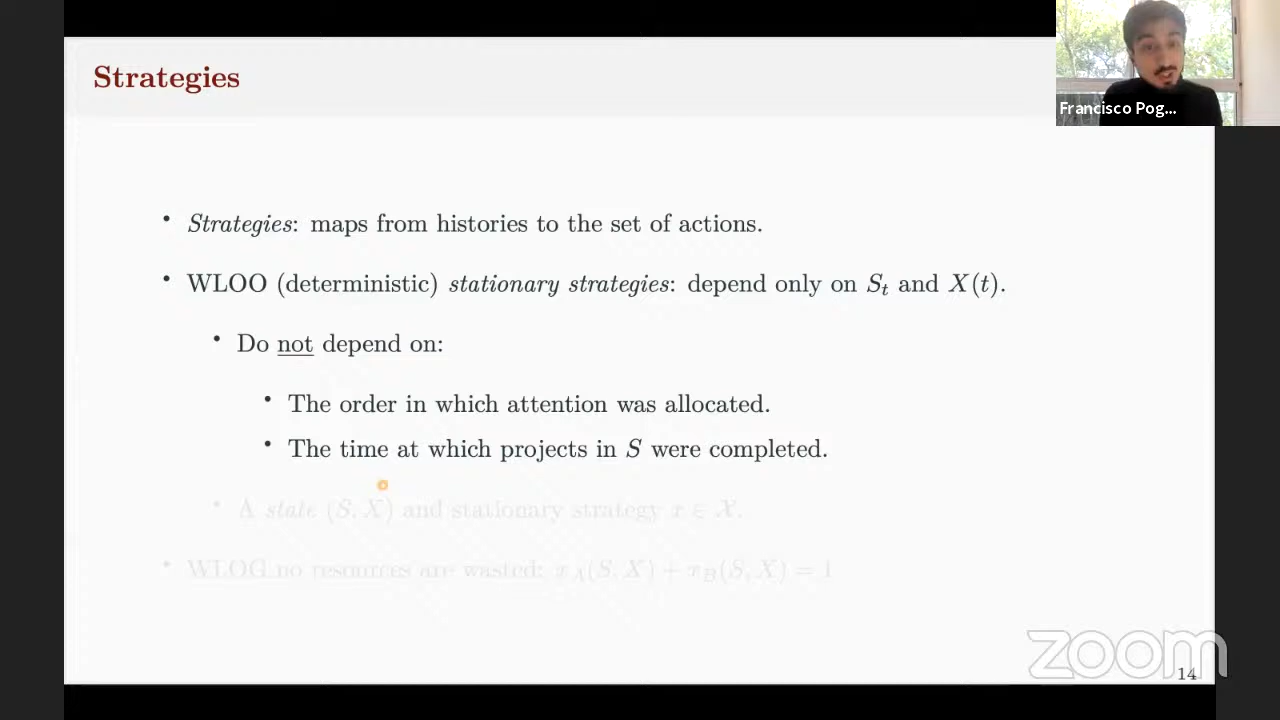 Strategies
Francisco Pog...
• Strategies: maps from histories to the set of actions.
• WLOO (deterministic) stationary strategies: depend only on Sₜ and X(t).
• Do not depend on:
• The order in which attention was allocated.
• The time at which projects in S were completed.
• A state (S, X) and stationary strategy x ∈ 𝒳.
• WLOG no resources are wasted: x_A(S, X) + x_B(S, X) = 1
zoom
14